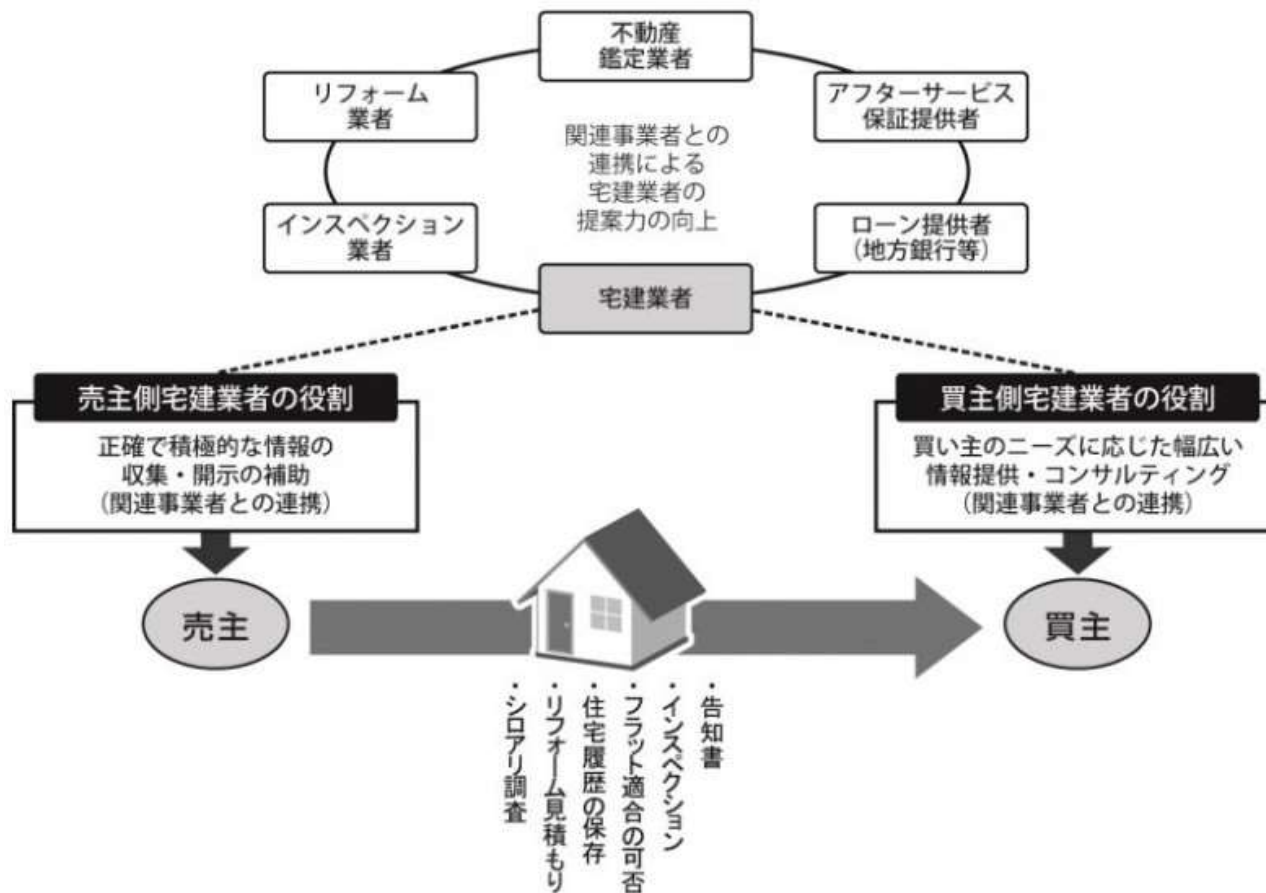 不動産
鑑定業者
リフォーム
業者
アフターサービス
保証提供者
関連事業者との
連携による
宅建業者の
提案力の向上
インスペクション
業者
ローン提供者
(地方銀行等)
宅建業者
売主側宅建業者の役割
正確で積極的な情報の
収集・開示の補助
(関連事業者との連携)
買主側宅建業者の役割
買い主のニーズに応じた幅広い
情報提供・コンサルティング
(関連事業者との連携)
売主
買主
・告知書
・インスペクション
・フラット適合の可否
・住宅履歴の保存
・リフォーム見積もり
・シロアリ調査